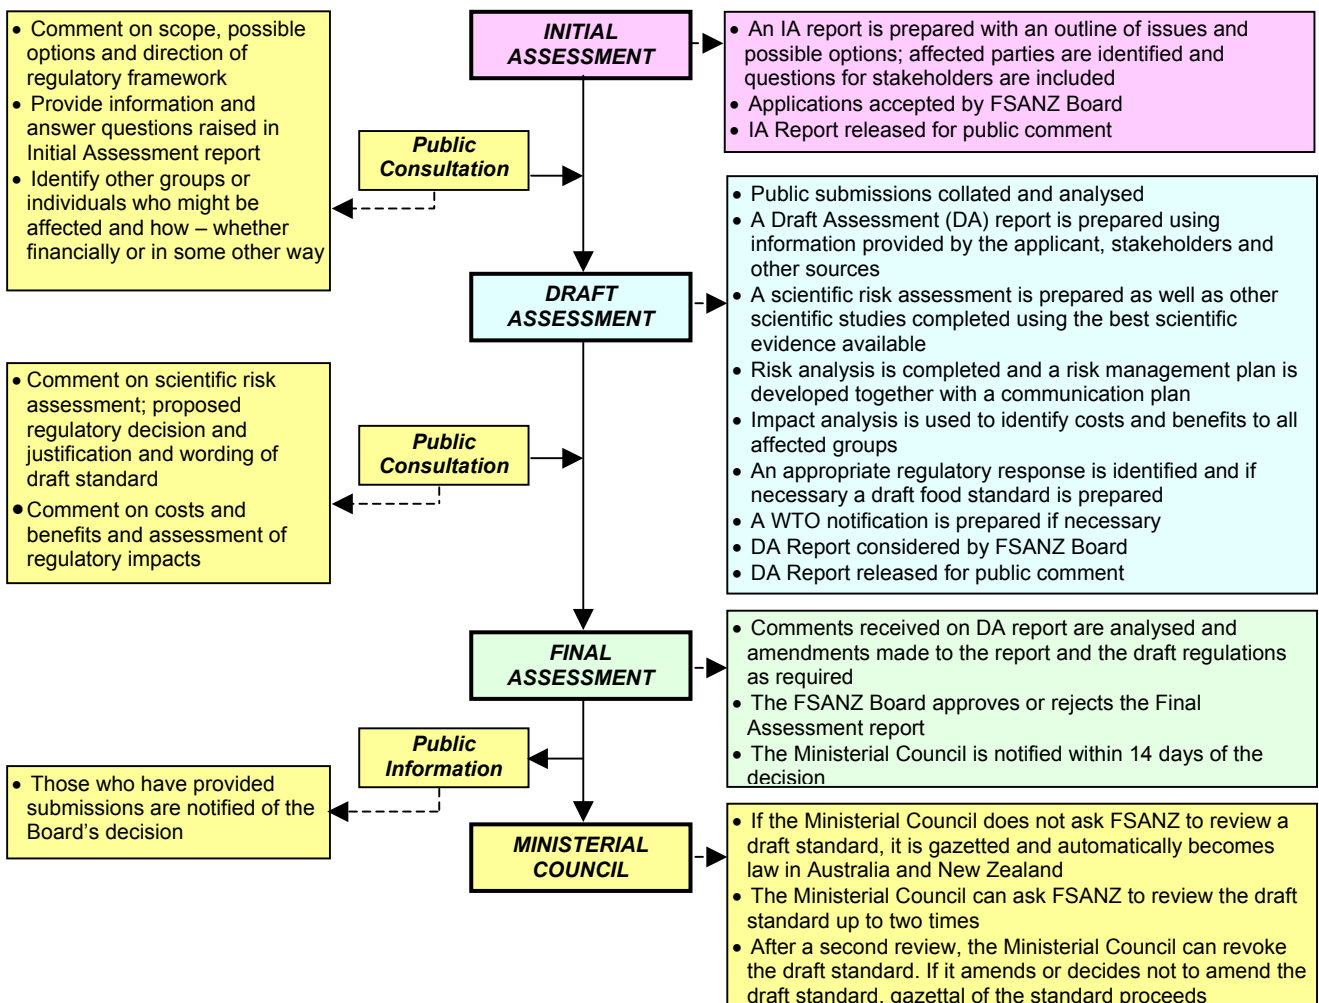 • Comment on scope, possible
options and direction of
regulatory framework
• Provide information and
answer questions raised in
Initial Assessment report
• Identify other groups or
individuals who might be
affected and how – whether
financially or in some other way
INITIAL
ASSESSMENT
• An IA report is prepared with an outline of issues and
possible options; affected parties are identified and
questions for stakeholders are included
• Applications accepted by FSANZ Board
• IA Report released for public comment
Public
Consultation
DRAFT
ASSESSMENT
• Public submissions collated and analysed
• A Draft Assessment (DA) report is prepared using
information provided by the applicant, stakeholders and
other sources
• A scientific risk assessment is prepared as well as other
scientific studies completed using the best scientific
evidence available
• Risk analysis is completed and a risk management plan is
developed together with a communication plan
• Impact analysis is used to identify costs and benefits to all
affected groups
• An appropriate regulatory response is identified and if
necessary a draft food standard is prepared
• A WTO notification is prepared if necessary
• DA Report considered by FSANZ Board
• DA Report released for public comment
• Comment on scientific risk
assessment; proposed
regulatory decision and
justification and wording of
draft standard
• Comment on costs and
benefits and assessment of
regulatory impacts
Public
Consultation
FINAL
ASSESSMENT
• Comments received on DA report are analysed and
amendments made to the report and the draft regulations
as required
• The FSANZ Board approves or rejects the Final
Assessment report
• The Ministerial Council is notified within 14 days of the
decision
Public
Information
• Those who have provided
submissions are notified of the
Board's decision
MINISTERIAL
COUNCIL
• If the Ministerial Council does not ask FSANZ to review a
draft standard, it is gazetted and automatically becomes
law in Australia and New Zealand
• The Ministerial Council can ask FSANZ to review the draft
standard up to two times
• After a second review, the Ministerial Council can revoke
the draft standard. If it amends or decides not to amend the
draft standard, gazettal of the standard proceeds